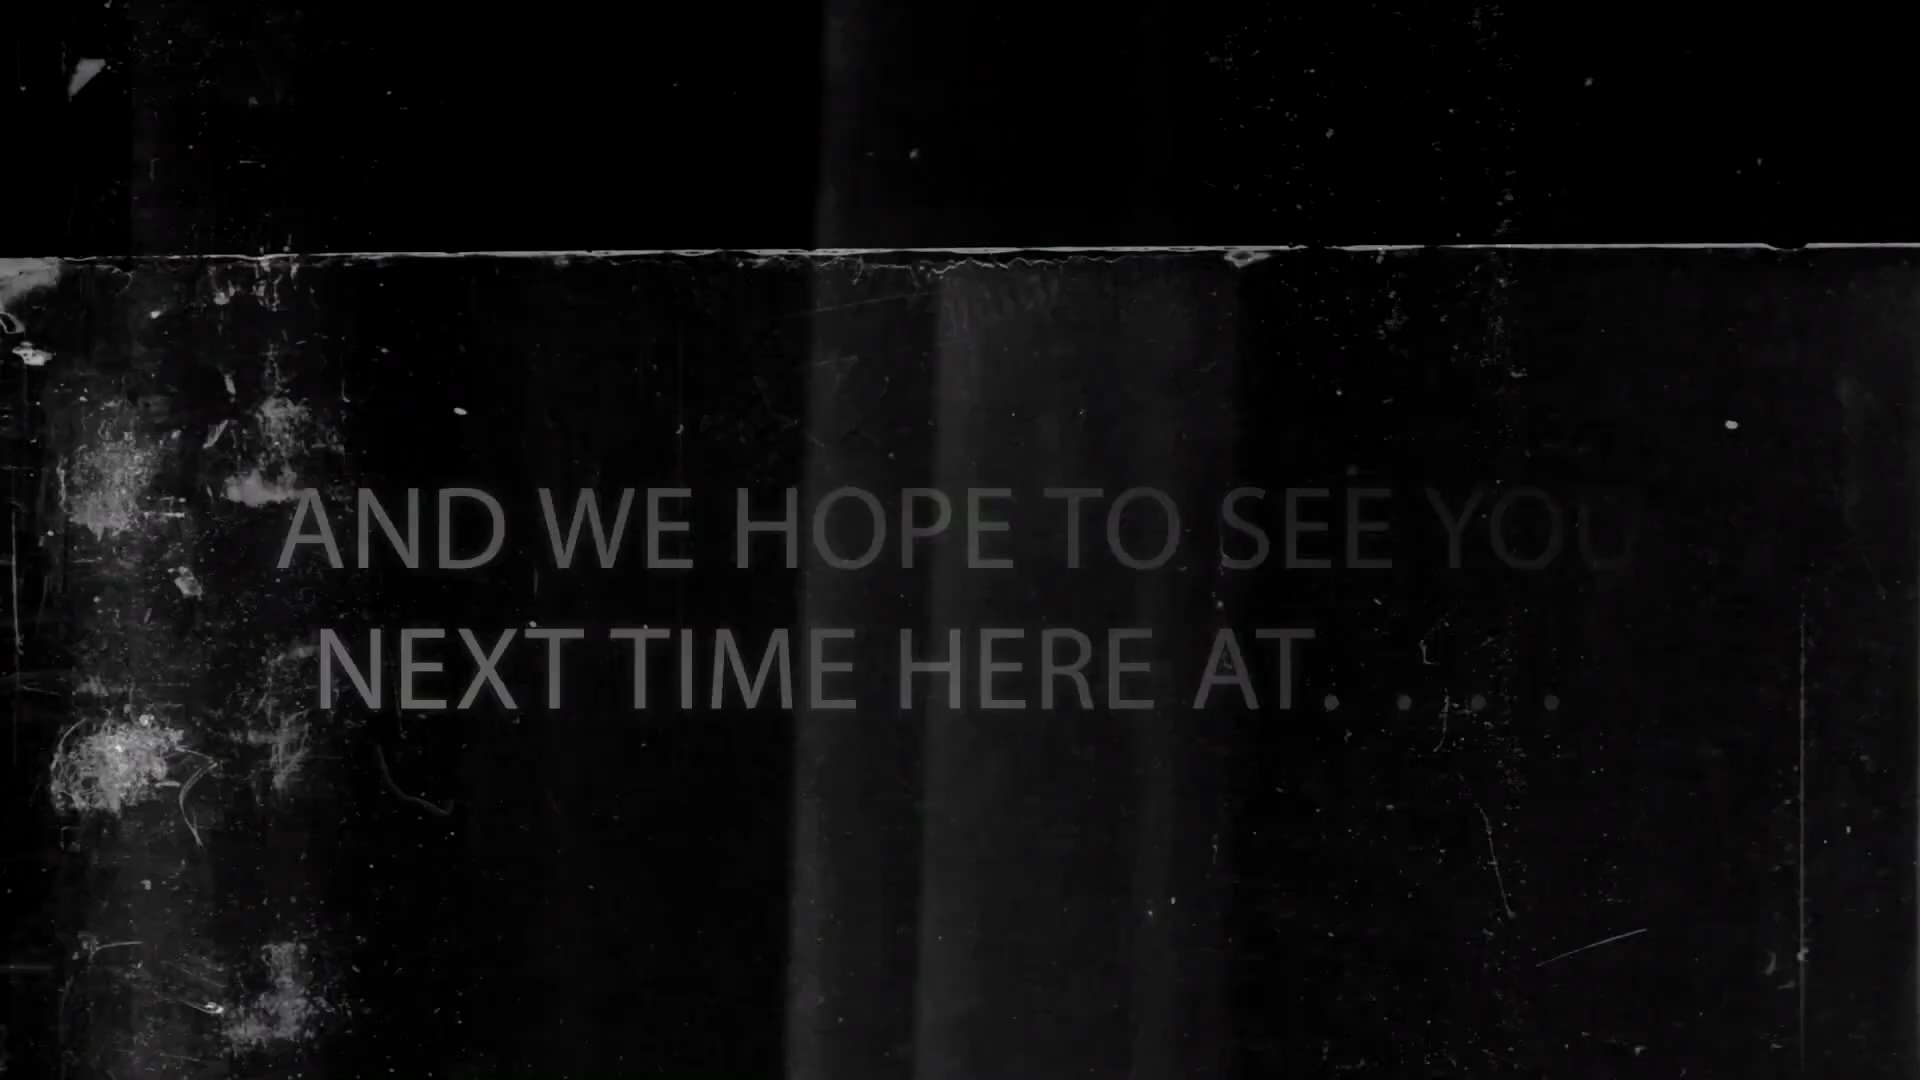 AND WE HOPE TO SEE YOU
NEXT TIME HERE AT. . . .